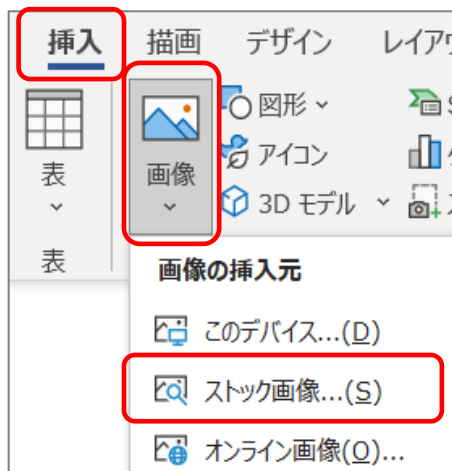 挿入 描画 デザイン レイア
表
画像
図形
アイコン
3D モデル
表
画像の挿入元
このデバイス...(D)
ストック画像...(S)
オンライン画像(O)...